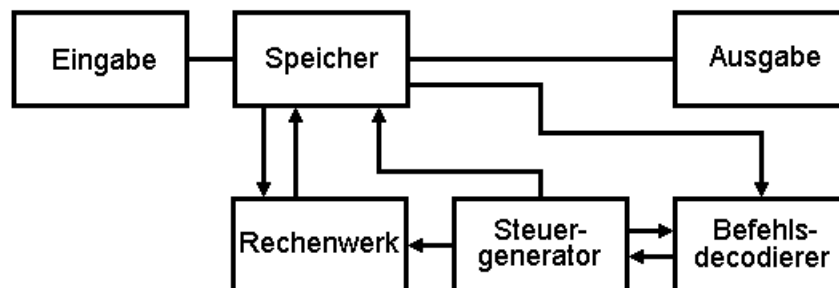 Eingabe
Speicher
Ausgabe
Rechenwerk
Steuer-
generator
Befehls-
decodierer